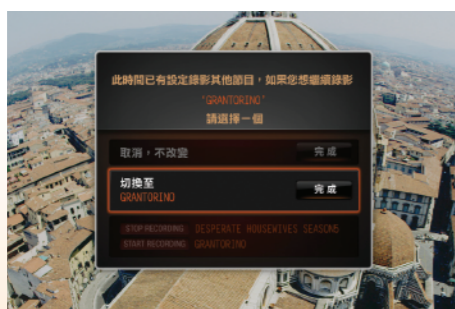 此時間已有設定錄影其他節目，如果您想繼續錄影
'GRANTORINO'
請選擇一個
取消，不改變 完成
切換至 完成
GRANTORINO
STOP RECORDING DESPERATE HOUSEWIVES SEASON5
START RECORDING GRANTORINO